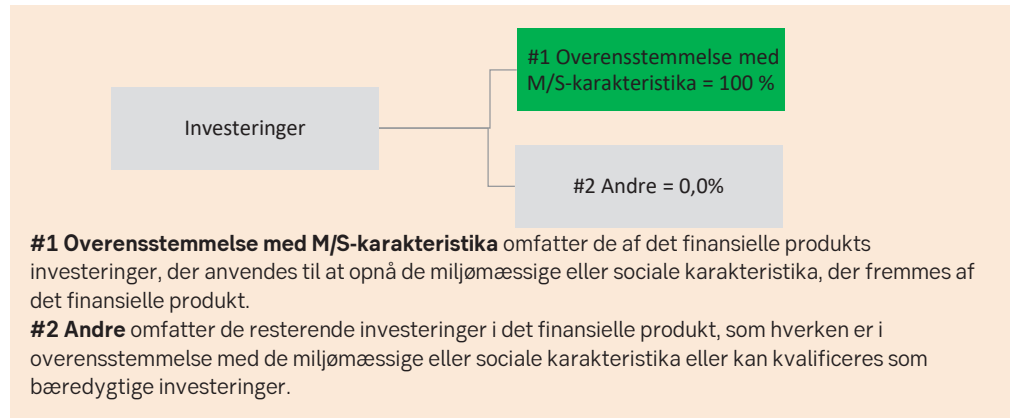 #1 Overensstemmelse med
M/S-karakteristika = 100 %
Investeringer
#2 Andre = 0,0%
#1 Overensstemmelse med M/S-karakteristika omfatter de af det finansielle produkts
investeringer, der anvendes til at opnå de miljømæssige eller sociale karakteristika, der fremmes af
det finansielle produkt.
#2 Andre omfatter de resterende investeringer i det finansielle produkt, som hverken er i
overensstemmelse med de miljømæssige eller sociale karakteristika eller kan kvalificeres som
bæredygtige investeringer.